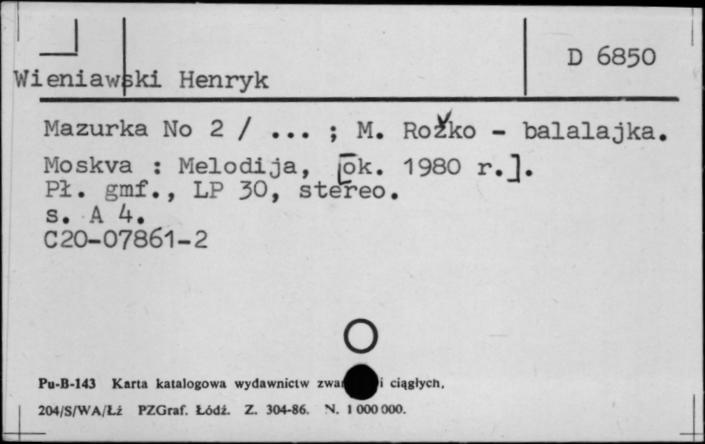 D 6850
Wieniawski Henryk
Mazurka No 2 / ... ; M. Rožko - balalajka.
Moskva : Melodija, [ok. 1980 r.].
Pł. gmf., LP 30, stereo.
s. A 4.
C20-07861-2
Pu-B-143 Karta katalogowa wydawnictw i ciągłych.
204/S/WA/Łż PZGraf. Łódź. Z. 304-86. N. 1 000 000.